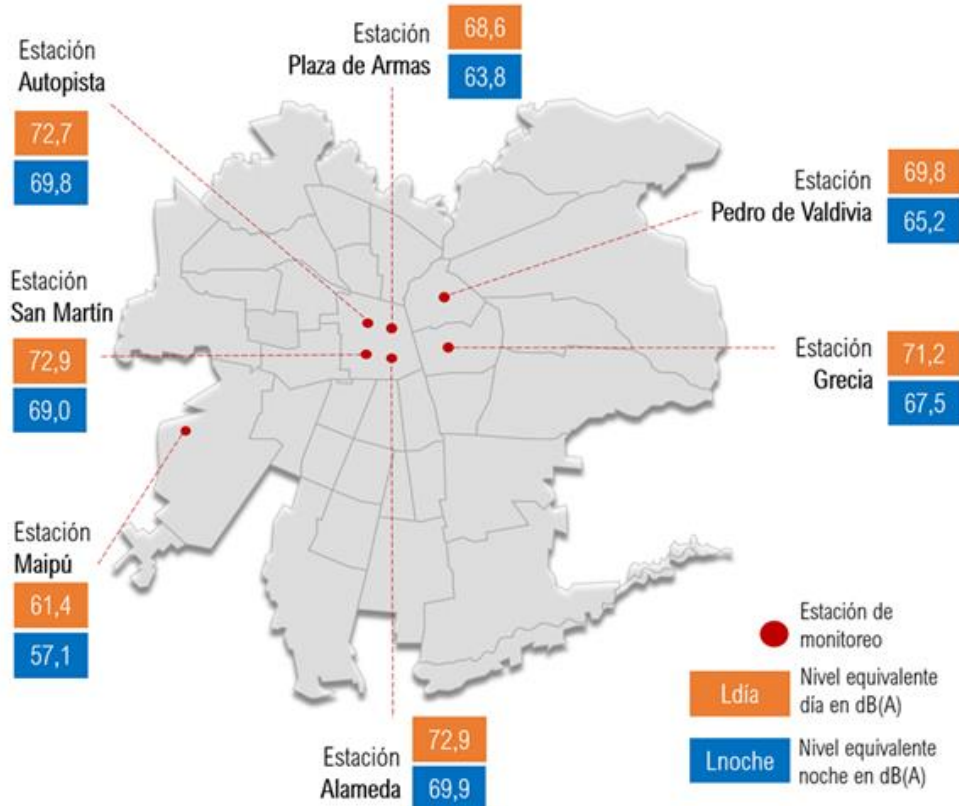 Estación
Plaza de Armas
68,6
63,8
Estación
Autopista
72,7
69,8
Estación
Pedro de Valdivia
69,8
65,2
Estación
San Martín
72,9
69,0
Estación
Grecia
71,2
67,5
Estación
Maipú
61,4
57,1
Estación
Alameda
72,9
69,9
Estación de
monitoreo
Ldía
Nivel equivalente
día en dB(A)
Lnoche
Nivel equivalente
noche en dB(A)